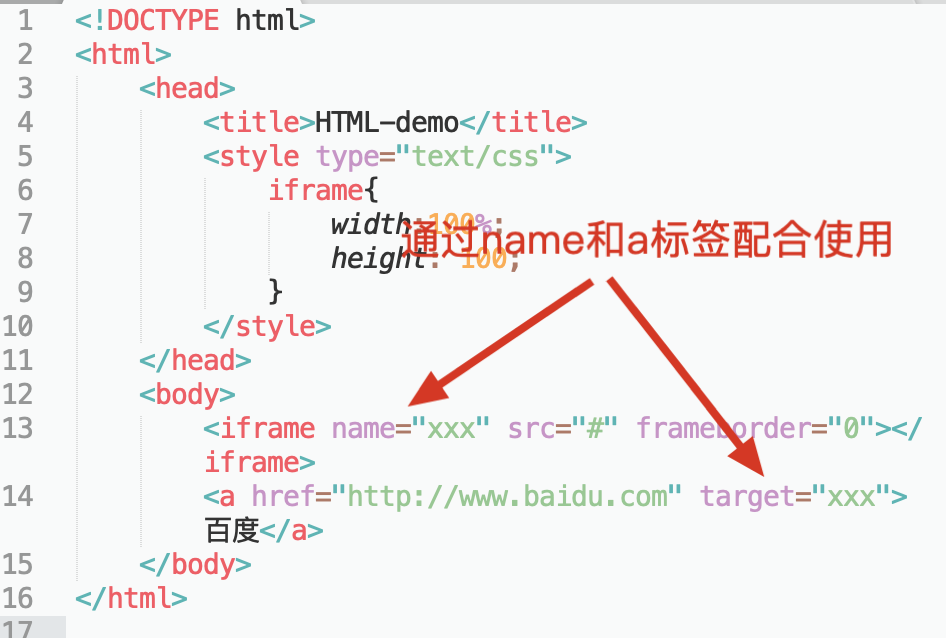 1 <!DOCTYPE html>
2 <html>
3 <head>
4 <title>HTML-demo</title>
5 <style type="text/css">
6 iframe{
7 width:100%;
通过name和a标签配合使用
8 height: 100;
9 }
10 </style>
11 </head>
12 <body>
13 <iframe name="xxx" src="#" frameborder="0"></
iframe>
14 <a href="http://www.baidu.com" target="xxx">
百度</a>
15 </body>
16 </html>
17